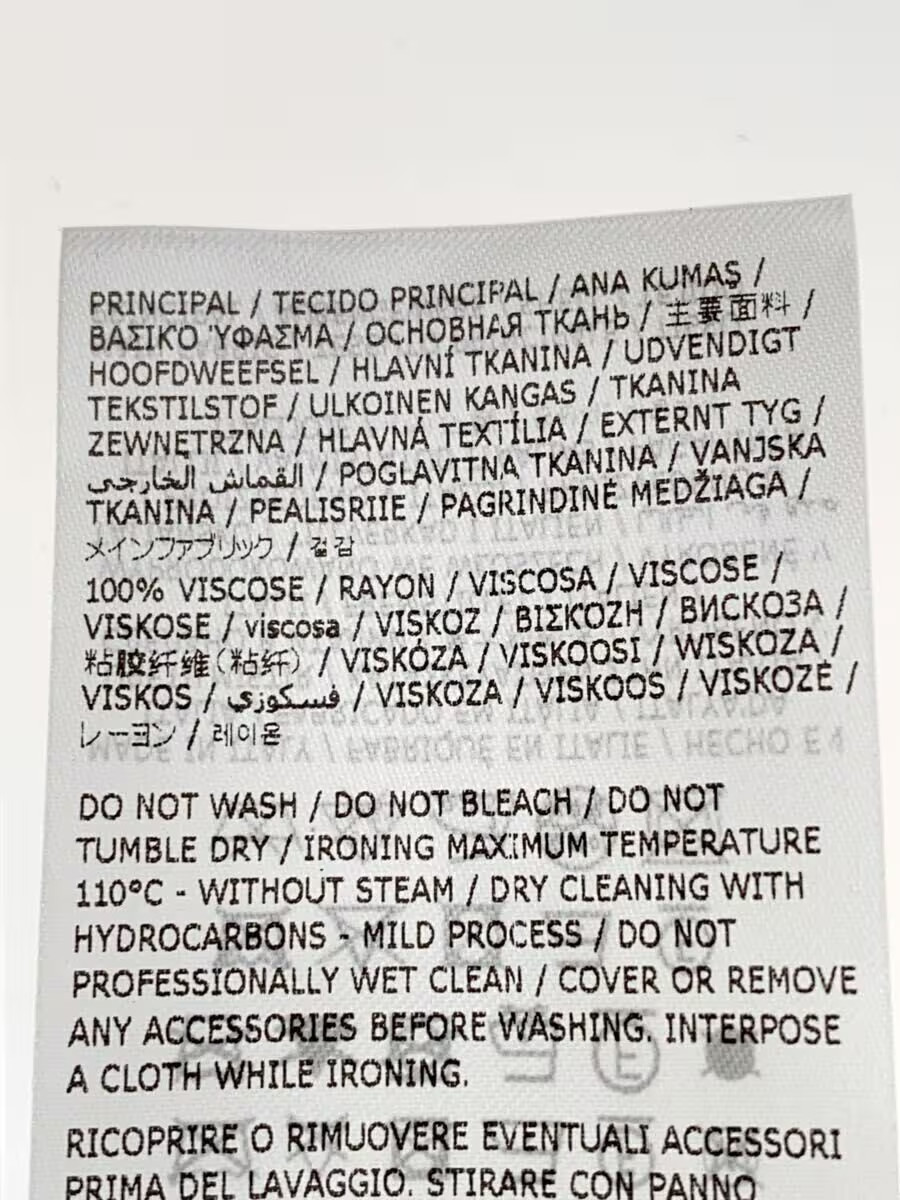 PRINCIPAL / TECIDO PRINCIPAL / ANA KUMAŞ /
ΒΑΣΙΚΌ ΎΦΑΣΜΑ / ОСНОВНАЯ ТКАНЬ / 主要面料 /
HOOFDWEEFSEL / HLAVNÍ TKANINA / UDVENDIGT
TEKSTILSTOF / ULKOINEN KANGAS / TKANINA
ZEWNĘTRZNA / HLAVNÁ TEXTÍLIA / EXTERNT TYG /
القماش الخارجي / POGLAVITNA TKANINA / VANJSKA
TKANINA / PEALISRIIE / PAGRINDINĖ MEDŽIAGA /
メインファブリック / 겉감
100% VISCOSE / RAYON / VISCOSA / VISCOSE /
VISKOSE / viscosa / VISKOZ / ΒΙΣΚΟΖΗ / ВИСКОЗА /
粘胶纤维(粘纤) / VISKÓZA / VISKOOSI / WISKOZA /
VISKOS / فسكوزي / VISKOZA / VISKOOS / VISKOZĖ /
レーヨン / 레이온
DO NOT WASH / DO NOT BLEACH / DO NOT
TUMBLE DRY / IRONING MAXIMUM TEMPERATURE
110°C - WITHOUT STEAM / DRY CLEANING WITH
HYDROCARBONS - MILD PROCESS / DO NOT
PROFESSIONALLY WET CLEAN / COVER OR REMOVE
ANY ACCESSORIES BEFORE WASHING. INTERPOSE
A CLOTH WHILE IRONING.
RICOPRIRE O RIMUOVERE EVENTUALI ACCESSORI
PRIMA DEL LAVAGGIO. STIRARE CON PANNO